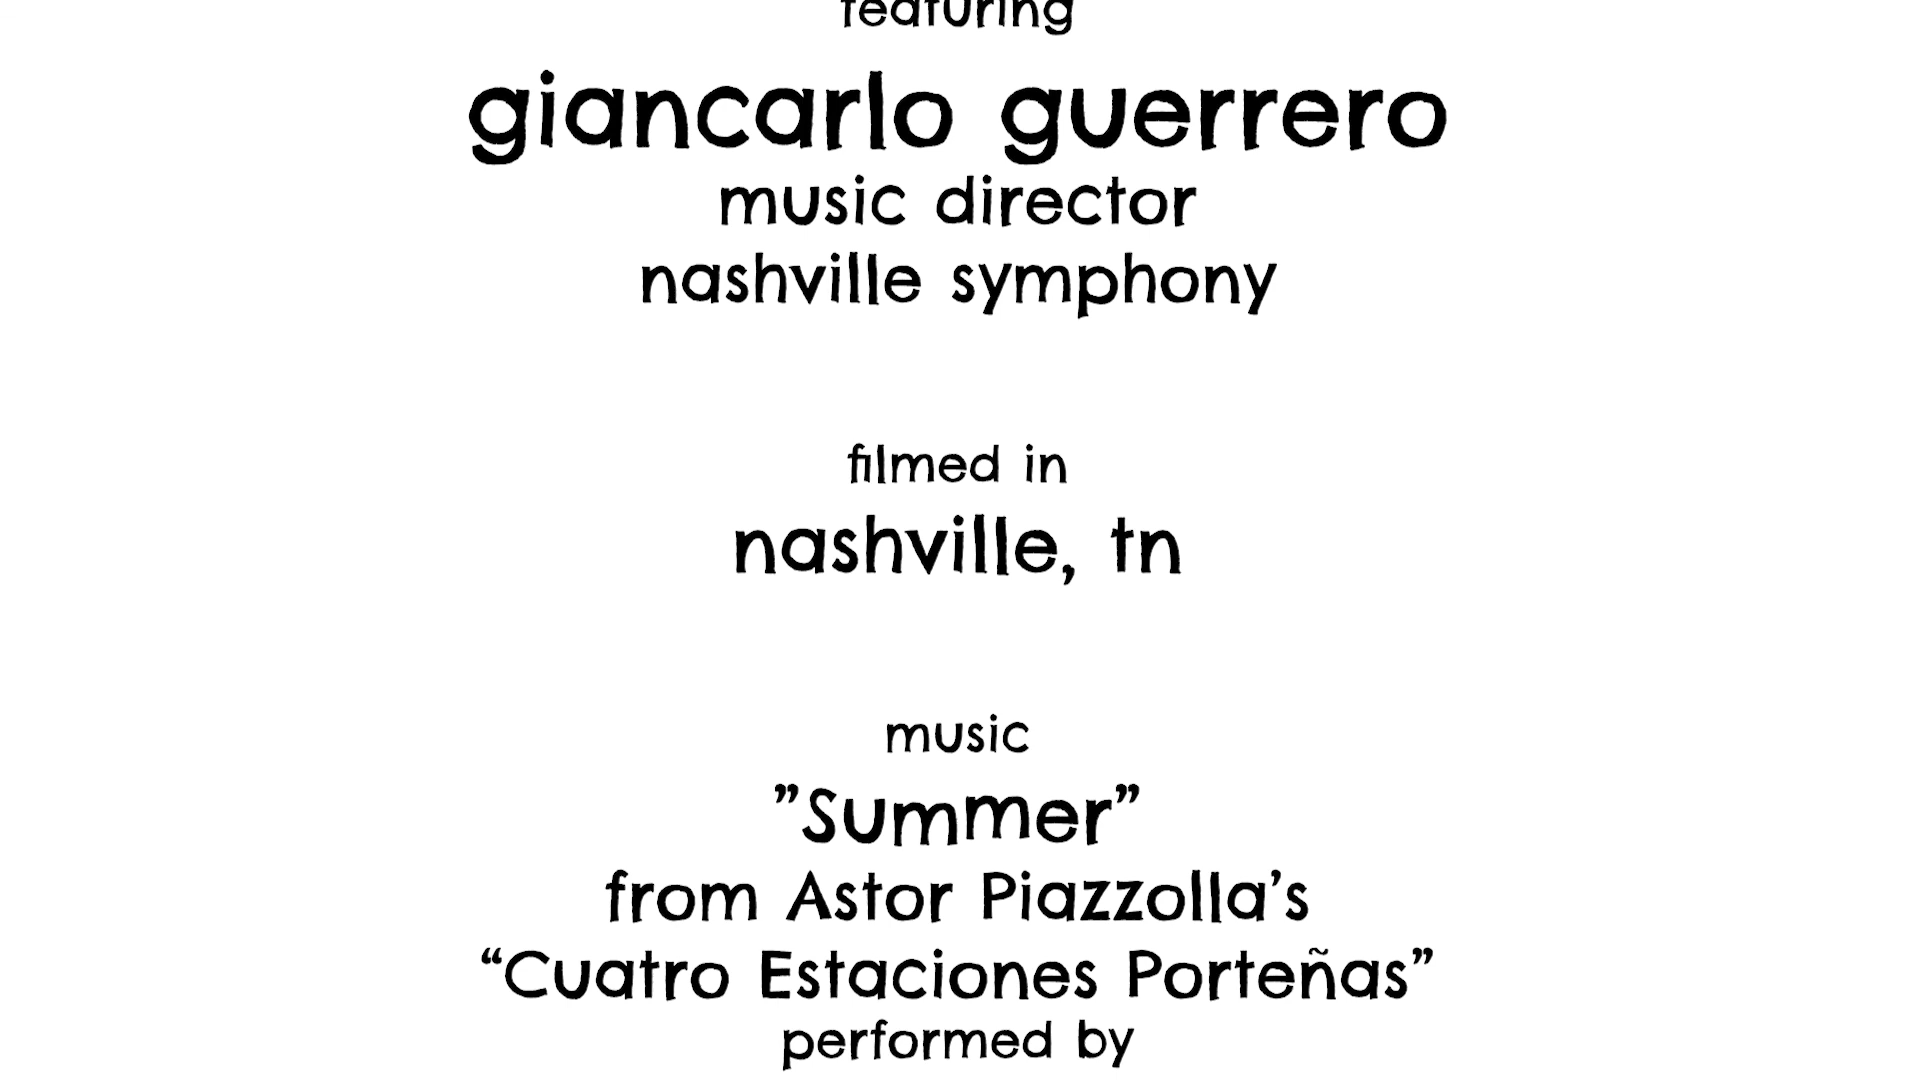 featuring
giancarlo guerrero
music director
nashville symphony
filmed in
nashville, tn
music
”Summer”
from Astor Piazzolla’s
“Cuatro Estaciones Porteñas”
performed by